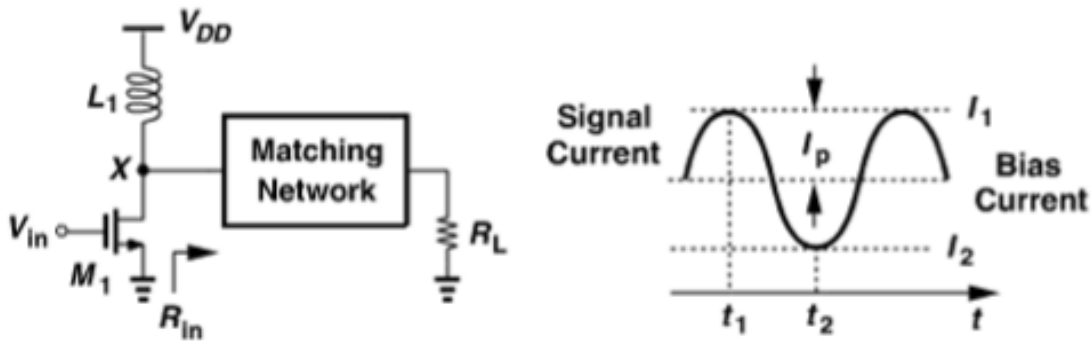 V_DD
L_1
X
Matching
Network
V_in
M_1
R_in
R_L
Signal
Current
I_p
I_1
Bias
Current
I_2
t_1
t_2
t